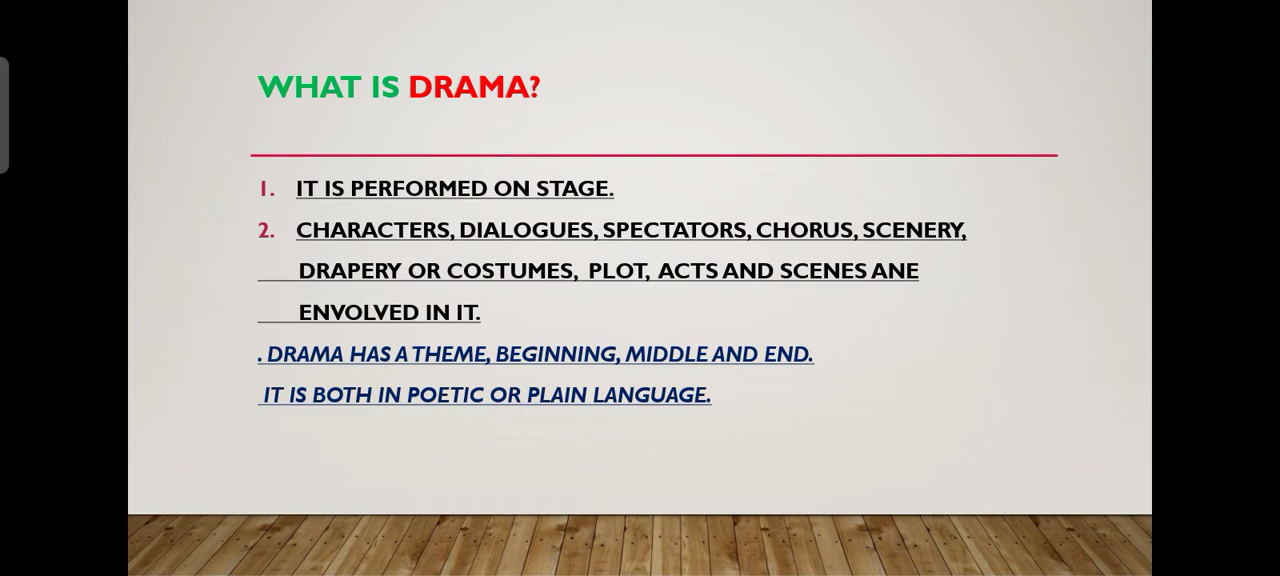 WHAT IS DRAMA?
1. IT IS PERFORMED ON STAGE.
2. CHARACTERS, DIALOGUES, SPECTATORS, CHORUS, SCENERY,
DRAPERY OR COSTUMES, PLOT, ACTS AND SCENES ANE
ENVOLVED IN IT.
. DRAMA HAS A THEME, BEGINNING, MIDDLE AND END.
IT IS BOTH IN POETIC OR PLAIN LANGUAGE.